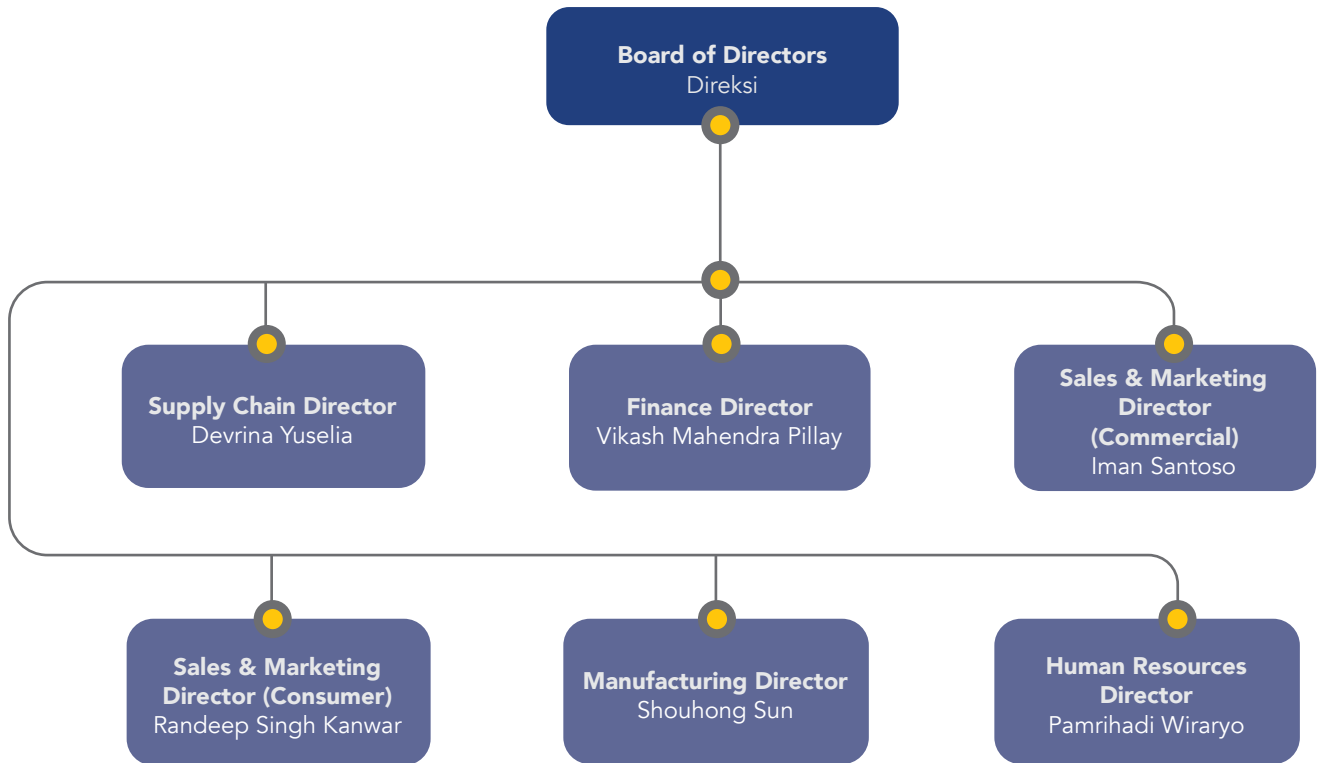 Board of Directors
Direksi
Supply Chain Director
Devrina Yuselia
Finance Director
Vikash Mahendra Pillay
Sales & Marketing
Director
(Commercial)
Iman Santoso
Sales & Marketing
Director (Consumer)
Randeep Singh Kanwar
Manufacturing Director
Shouhong Sun
Human Resources
Director
Pamrihadi Wiraryo